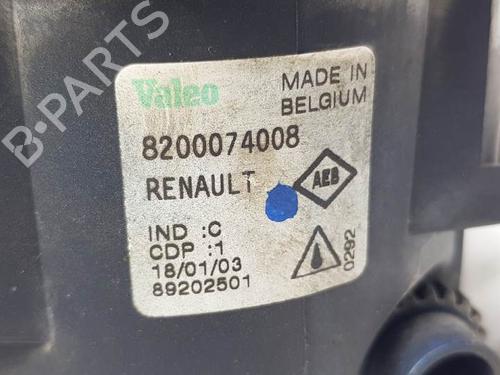 B-PARTS
Valeo
MADE IN
BELGIUM
8200074008
RENAULT
AEB
IND :C
CDP :1
18/01/03
89202501
0292